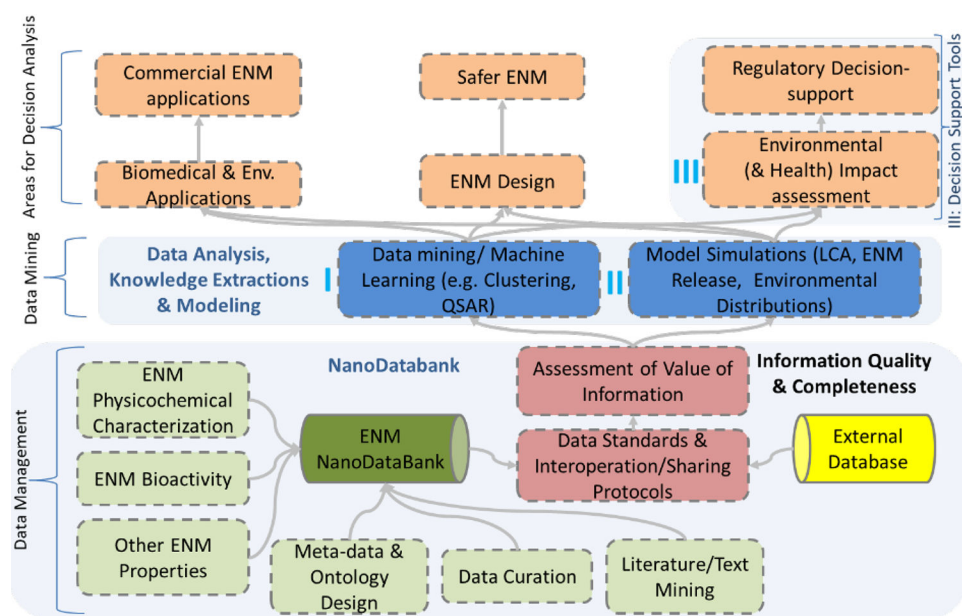 Areas for Decision Analysis
Commercial ENM
applications
Safer ENM
Regulatory Decision-
support
III: Decision Support Tools
Biomedical & Env.
Applications
ENM Design
III
Environmental
(& Health) Impact
assessment
Data Mining
Data Analysis,
Knowledge Extractions
& Modeling
I
Data mining/ Machine
Learning (e.g. Clustering,
QSAR)
II
Model Simulations (LCA, ENM
Release, Environmental
Distributions)
Data Management
NanoDatabank
Assessment of Value of
Information
Information Quality
& Completeness
ENM
Physicochemical
Characterization
ENM
NanoDataBank
Data Standards &
Interoperation/Sharing
Protocols
External
Database
ENM Bioactivity
Other ENM
Properties
Meta-data &
Ontology
Design
Data Curation
Literature/Text
Mining